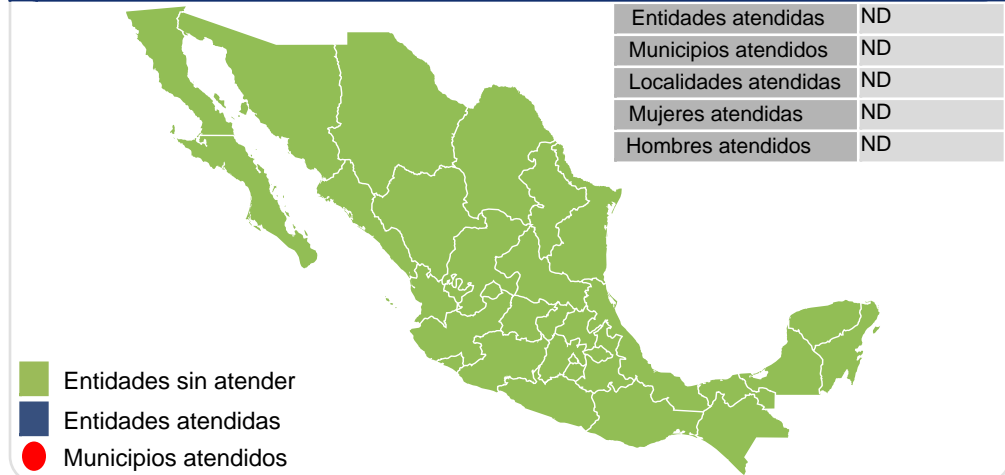 Entidades atendidas ND
Municipios atendidos ND
Localidades atendidas ND
Mujeres atendidas ND
Hombres atendidos ND
Entidades sin atender
Entidades atendidas
Municipios atendidos